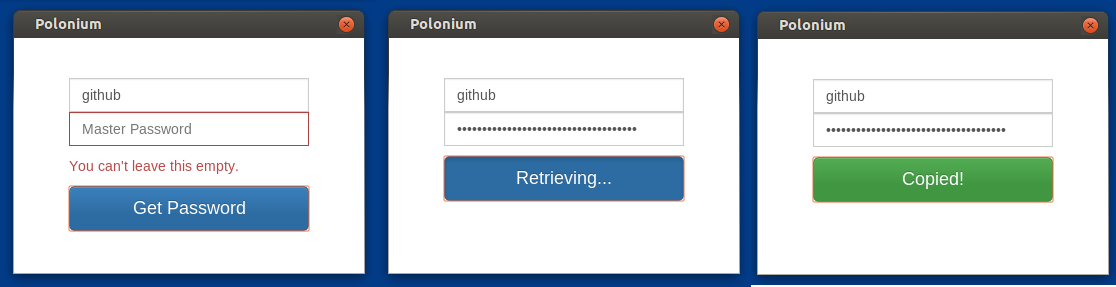 Polonium
github
Master Password
You can't leave this empty.
Get Password
Polonium
github
••••••••••••••••••••••••••••••••••••
Retrieving...
Polonium
github
••••••••••••••••••••••••••••••••••••
Copied!